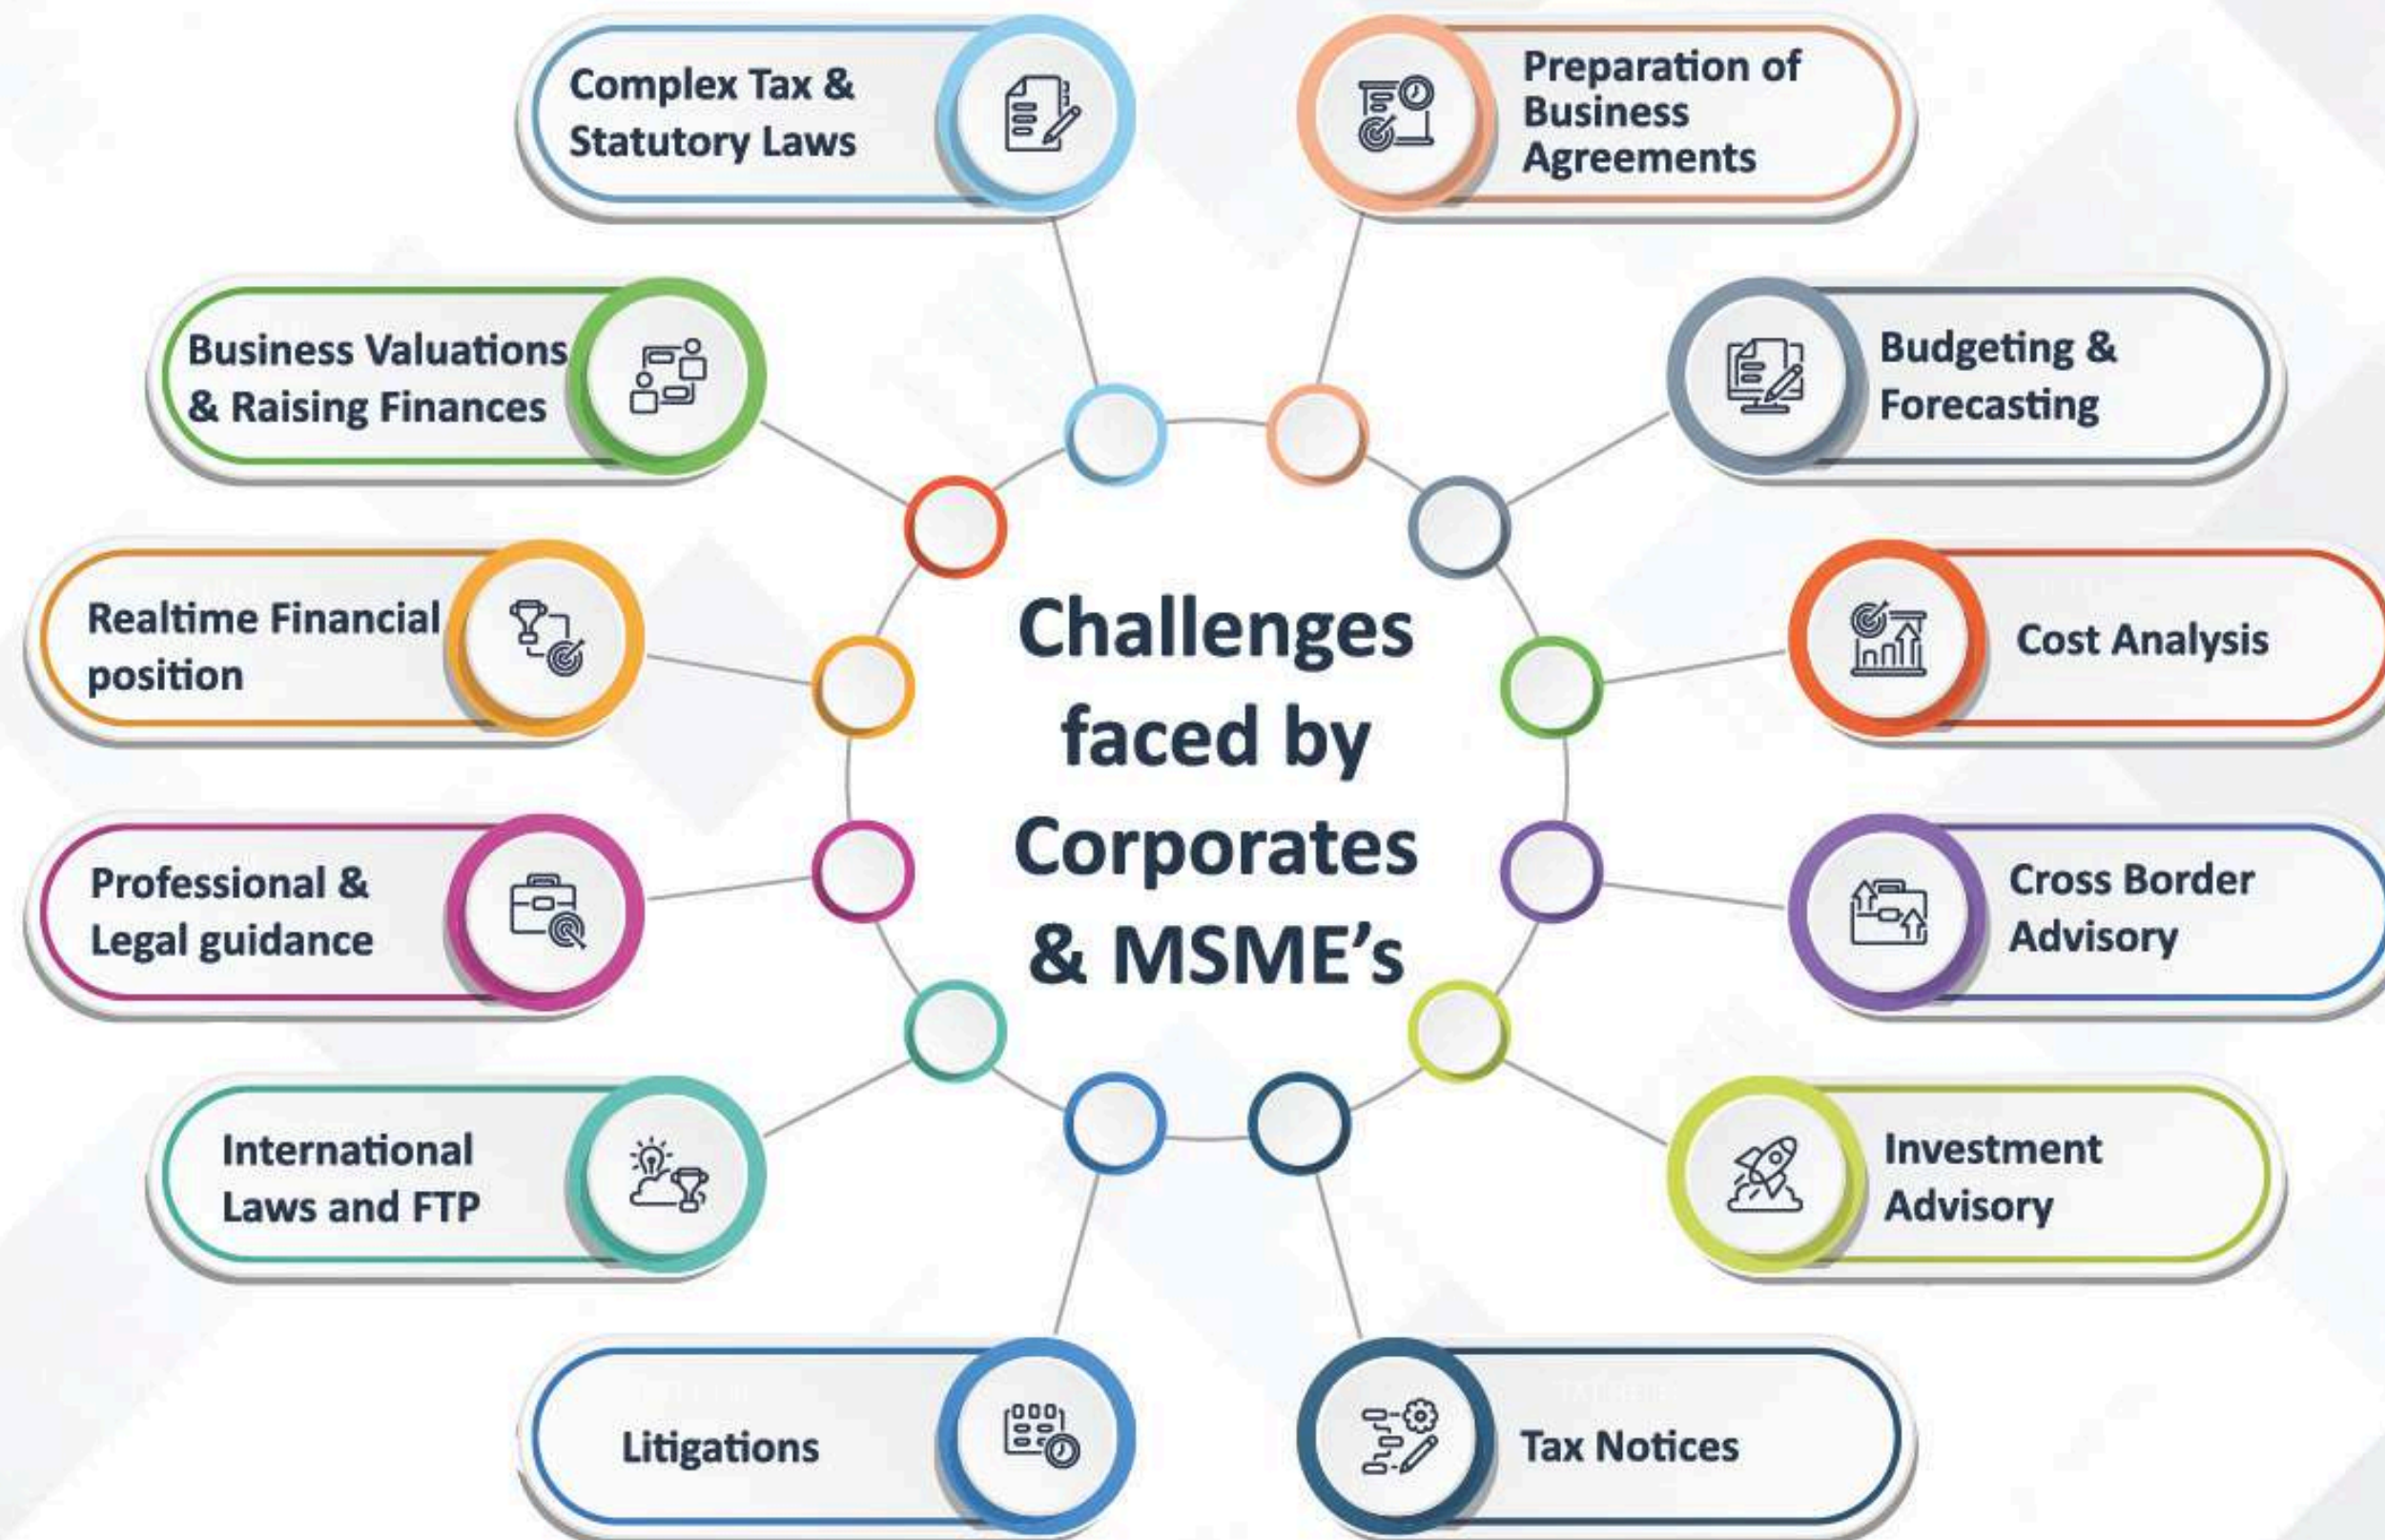 Complex Tax &
Statutory Laws
Preparation of
Business
Agreements
Business Valuations
& Raising Finances
Budgeting &
Forecasting
Realtime Financial
position
Cost Analysis
Challenges
faced by
Corporates
& MSME’s
Professional &
Legal guidance
Cross Border
Advisory
International
Laws and FTP
Investment
Advisory
Litigations
Tax Notices